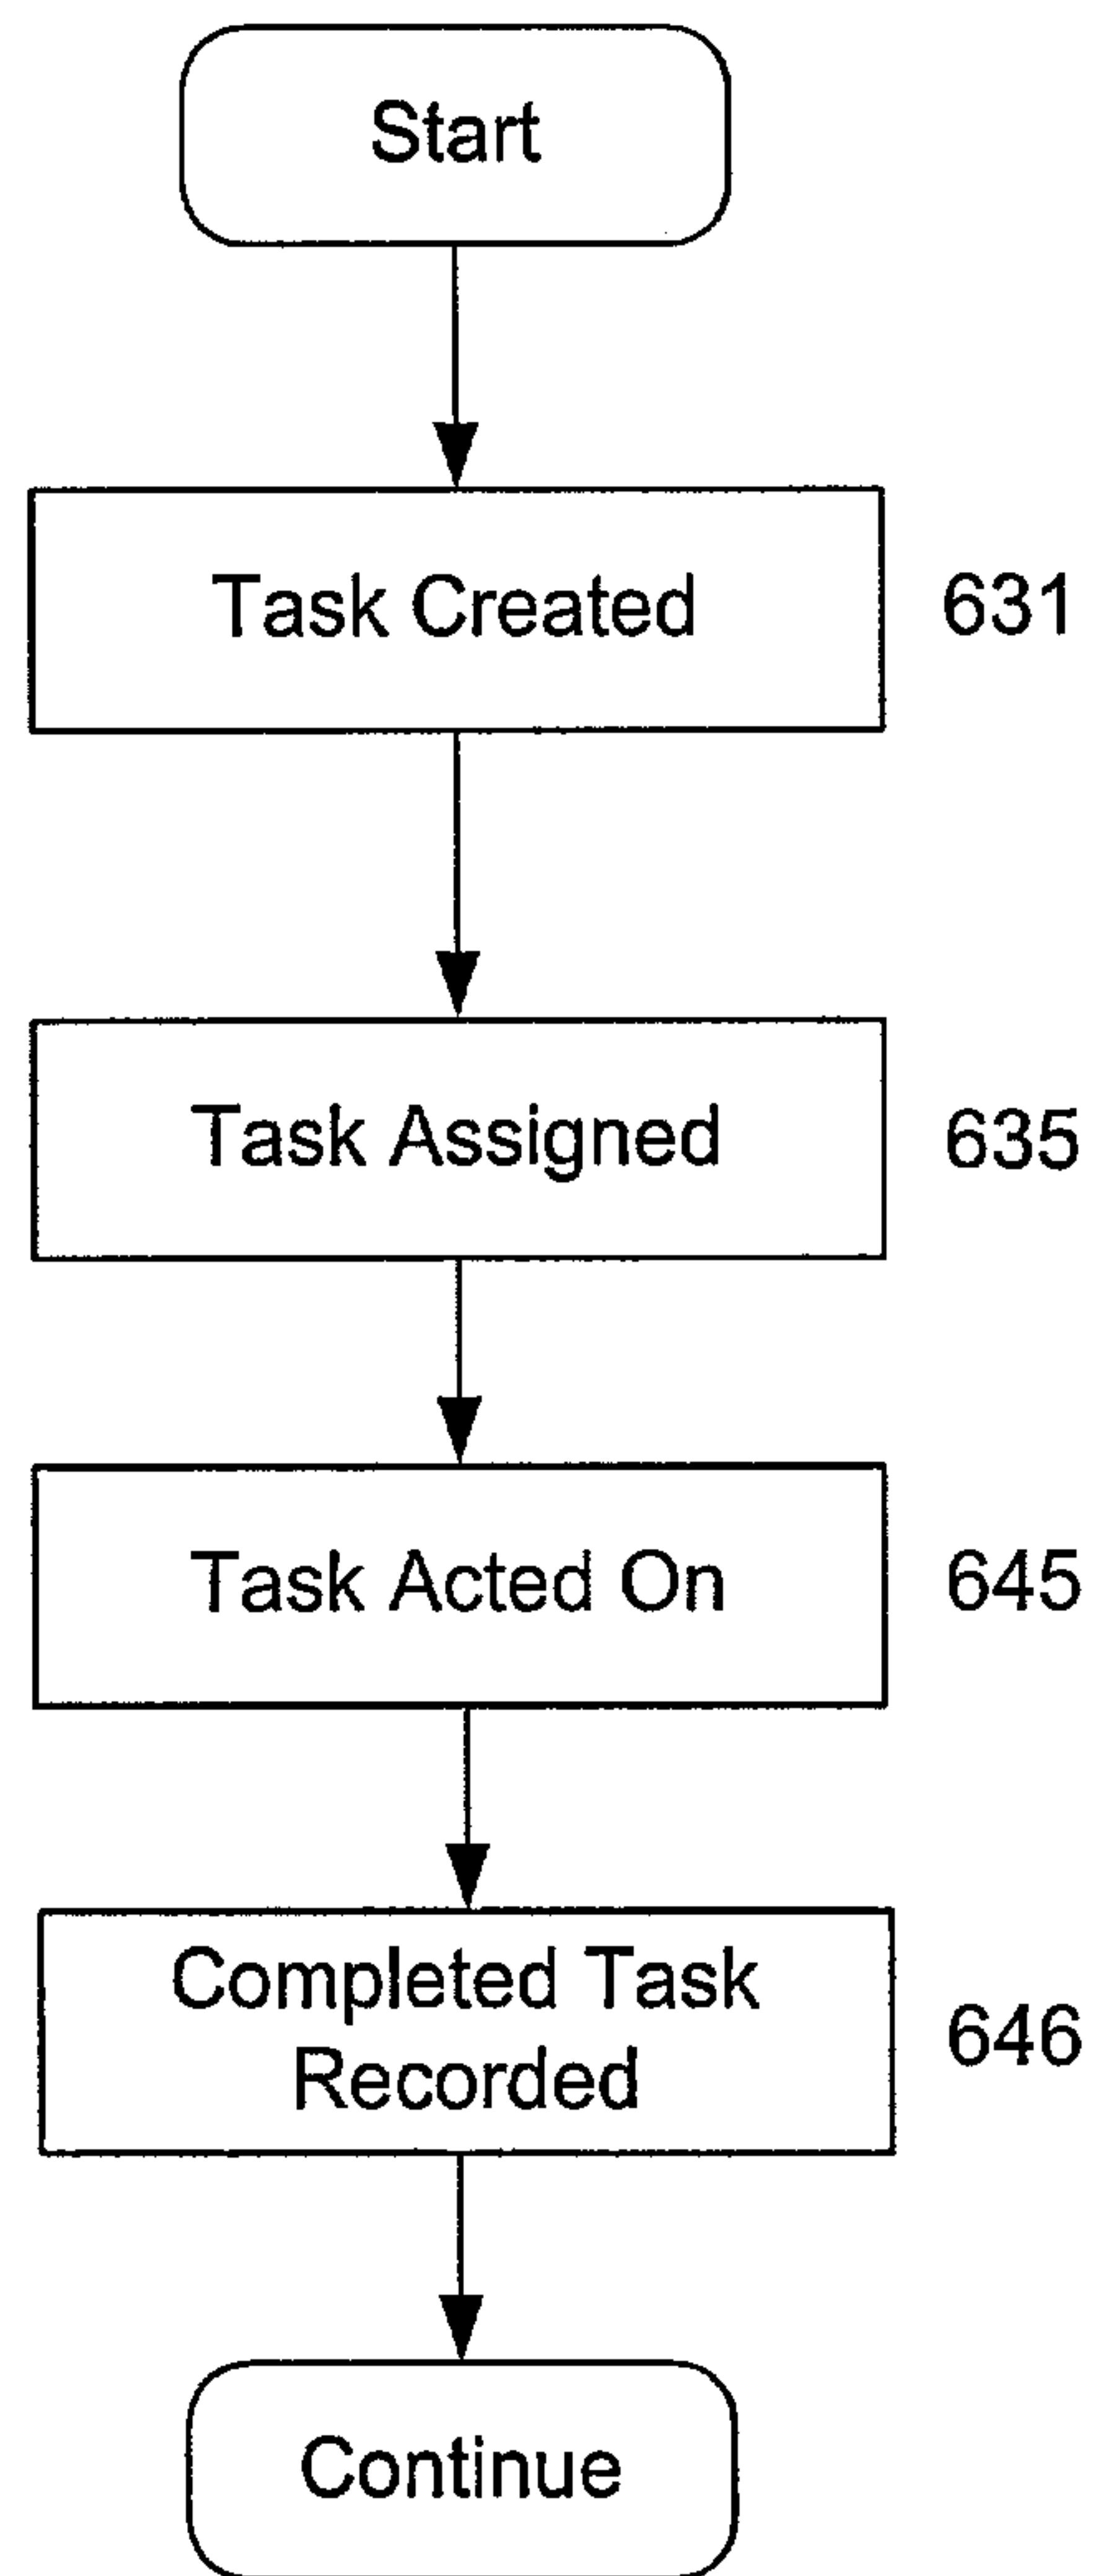 Start
Task Created
631
Task Assigned
635
Task Acted On
645
Completed Task
Recorded
646
Continue